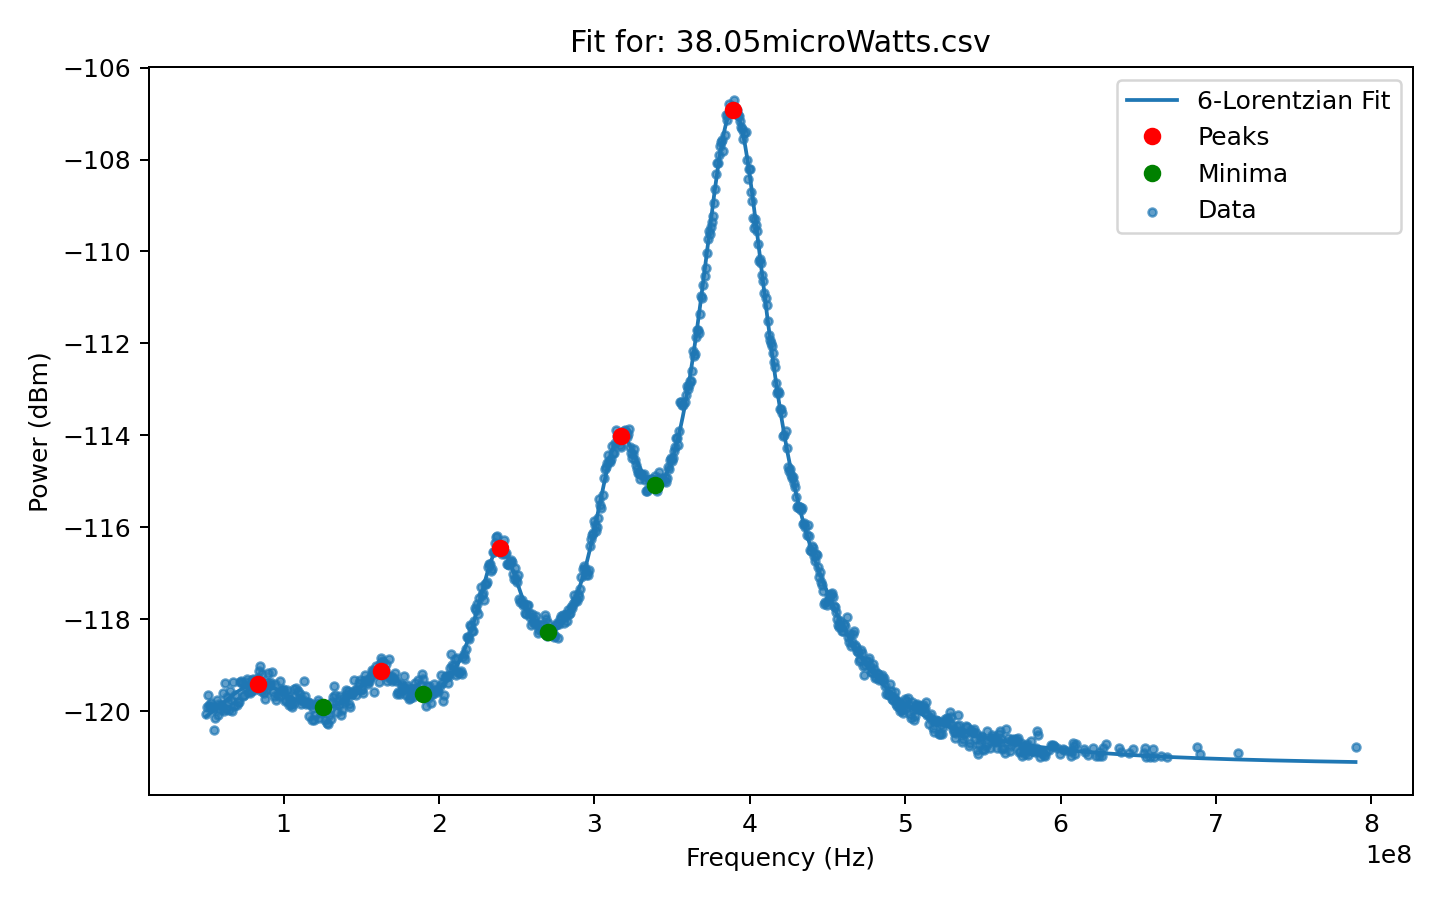 Fit for: 38.05microWatts.csv
−106
−108
−110
−112
−114
−116
−118
−120
Power (dBm)
6-Lorentzian Fit
Peaks
Minima
Data
1 2 3 4 5 6 7 8
1e8
Frequency (Hz)